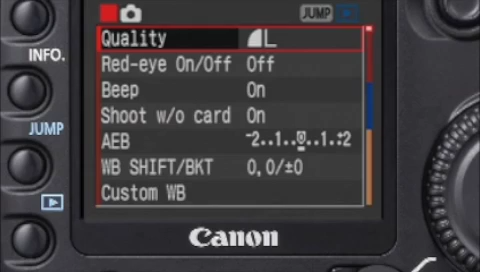 JUMP
INFO.
Quality L
Red-eye On/Off Off
Beep On
Shoot w/o card On
JUMP
AEB ⁻2..1..0..1.:2
WB SHIFT/BKT 0,0/±0
Custom WB
Canon